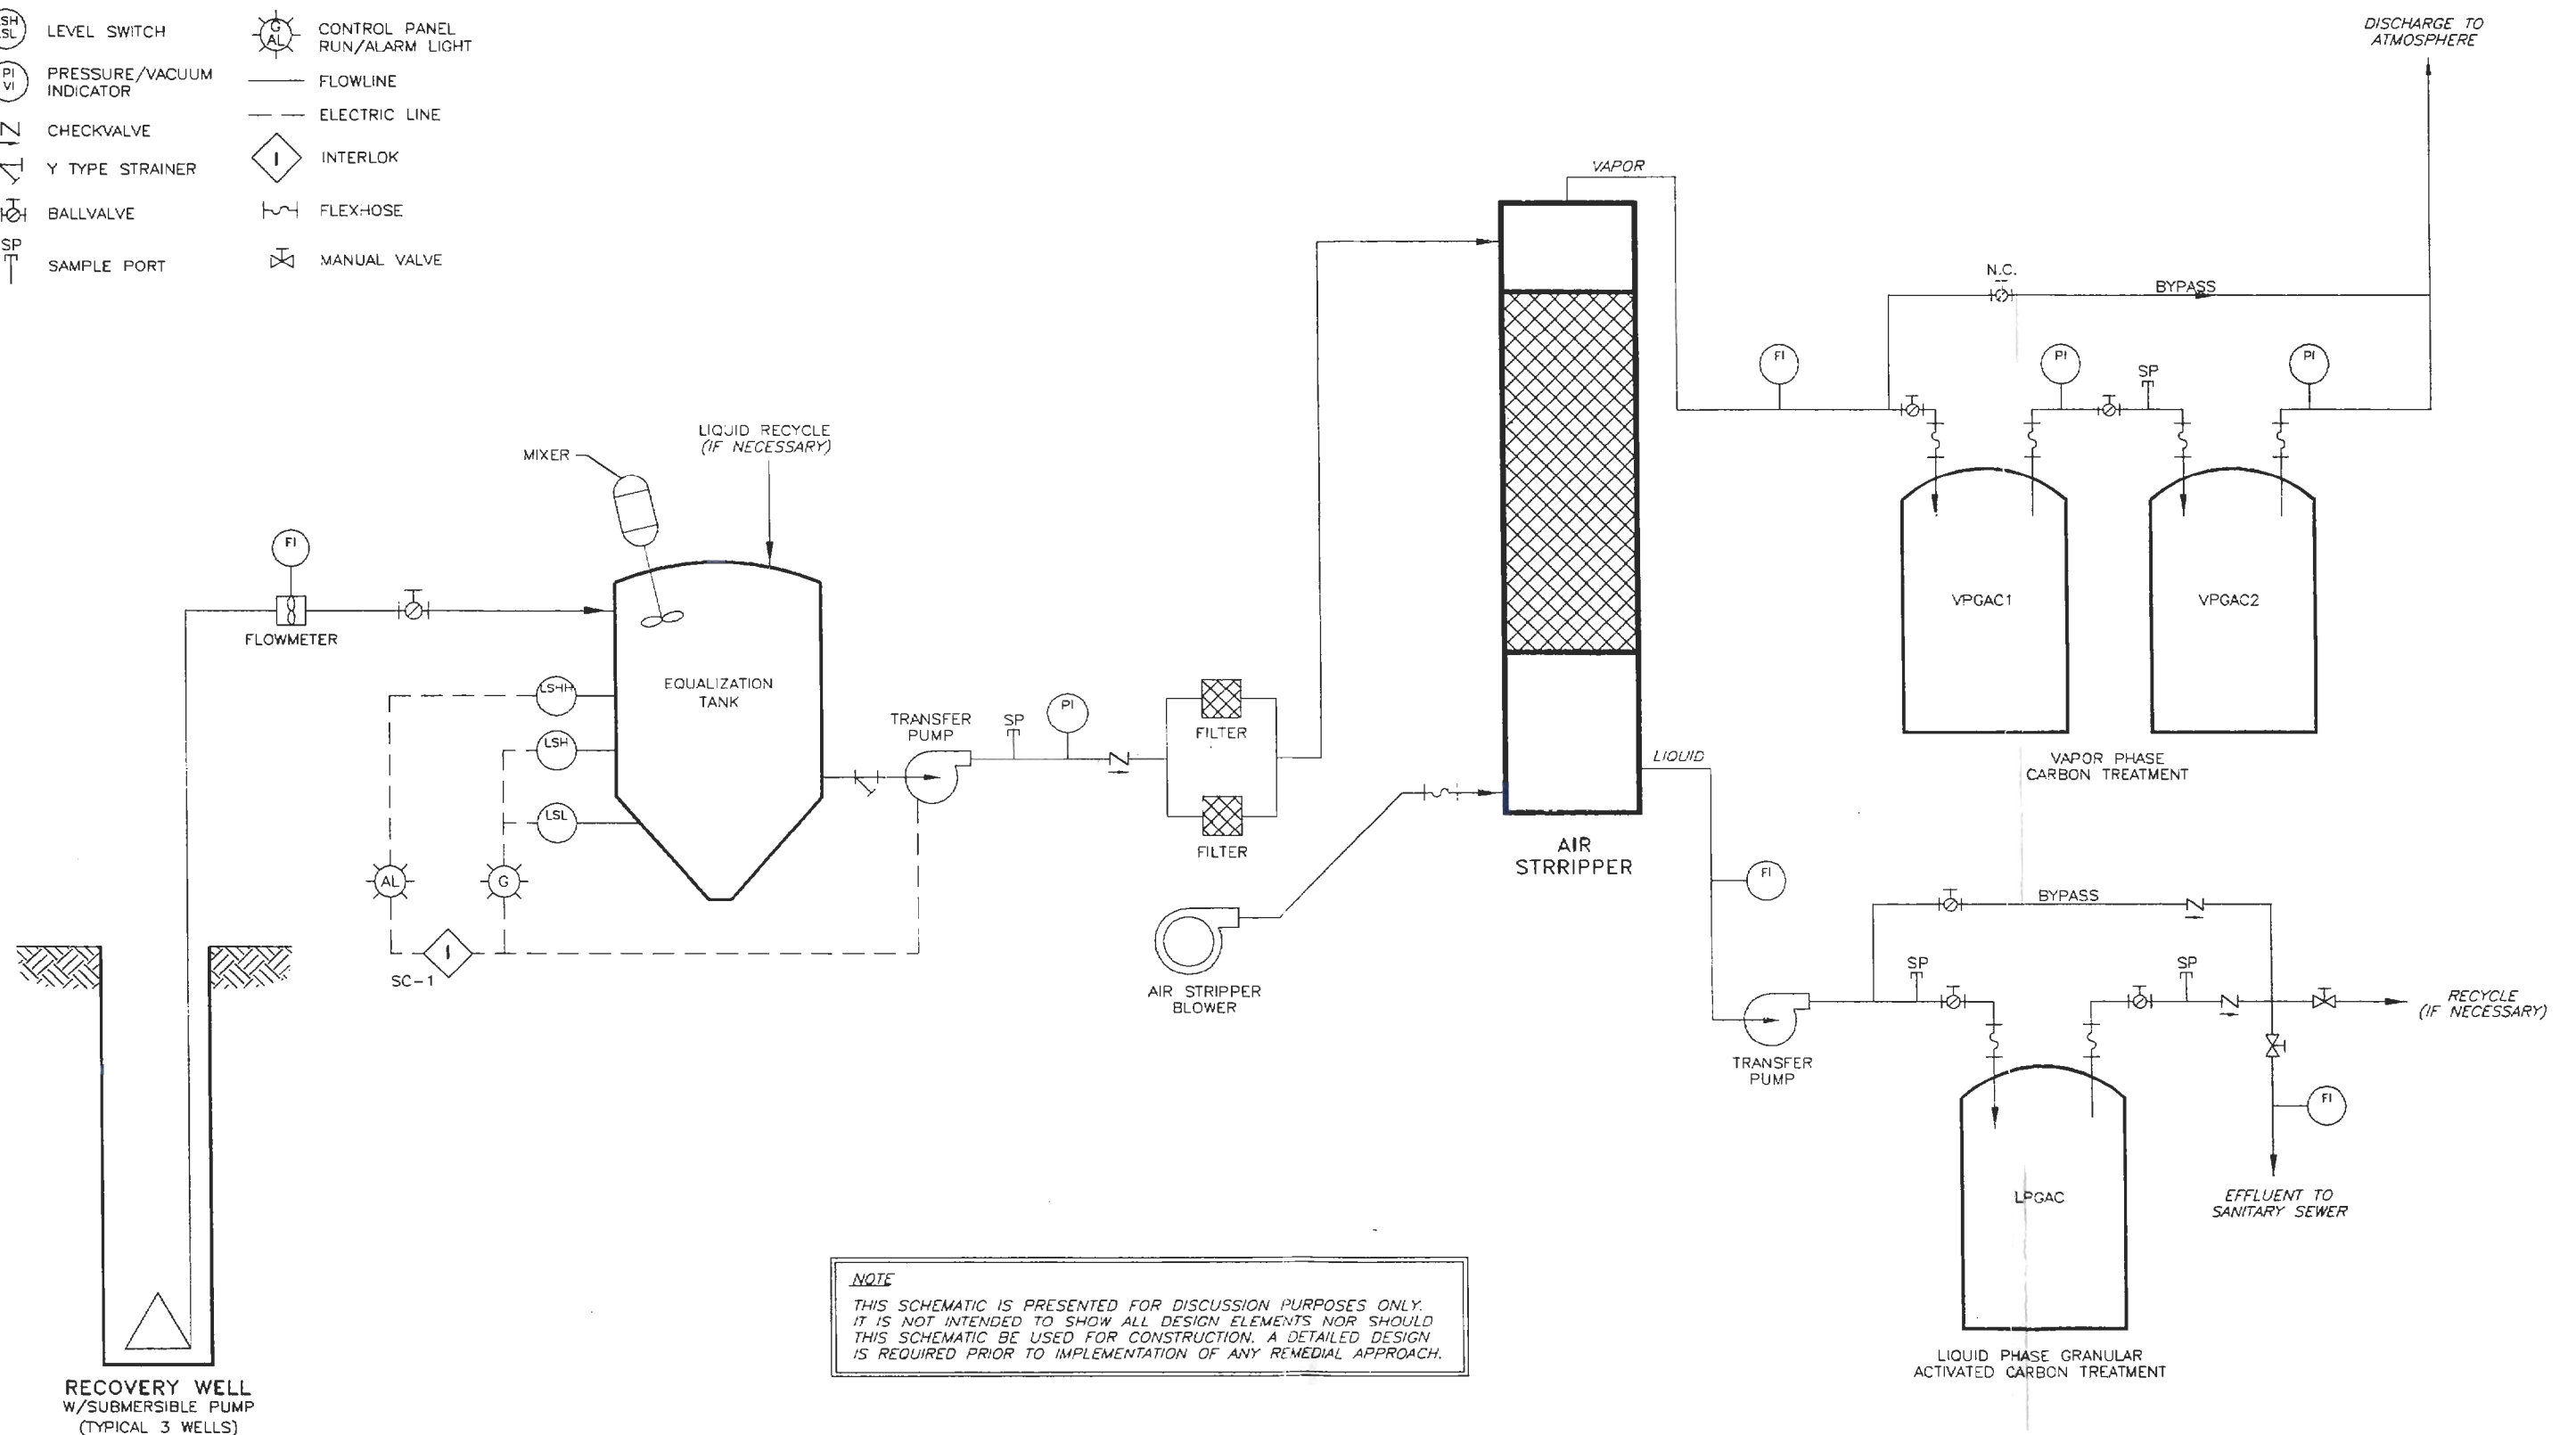 LSH
LSL
LEVEL SWITCH
G
AL
CONTROL PANEL
RUN/ALARM LIGHT
PI
VI
PRESSURE/VACUUM
INDICATOR
FLOWLINE
ELECTRIC LINE
CHECKVALVE
I
INTERLOK
Y TYPE STRAINER
BALLVALVE
FLEXHOSE
SP
SAMPLE PORT
MANUAL VALVE
DISCHARGE TO
ATMOSPHERE
VAPOR
N.C.
BYPASS
FI
PI
SP
PI
LIQUID RECYCLE
(IF NECESSARY)
MIXER
FI
FLOWMETER
EQUALIZATION
TANK
LSHH
LSH
LSL
AL
G
I
SC-1
TRANSFER
PUMP
SP
PI
FILTER
FILTER
AIR STRIPPER
BLOWER
LIQUID
AIR
STRRIPPER
VPGAC1
VPGAC2
VAPOR PHASE
CARBON TREATMENT
FI
BYPASS
SP
SP
TRANSFER
PUMP
RECYCLE
(IF NECESSARY)
FI
EFFLUENT TO
SANITARY SEWER
LPGAC
LIQUID PHASE GRANULAR
ACTIVATED CARBON TREATMENT
NOTE
THIS SCHEMATIC IS PRESENTED FOR DISCUSSION PURPOSES ONLY.
IT IS NOT INTENDED TO SHOW ALL DESIGN ELEMENTS NOR SHOULD
THIS SCHEMATIC BE USED FOR CONSTRUCTION. A DETAILED DESIGN
IS REQUIRED PRIOR TO IMPLEMENTATION OF ANY REMEDIAL APPROACH.
RECOVERY WELL
W/SUBMERSIBLE PUMP
(TYPICAL 3 WELLS)